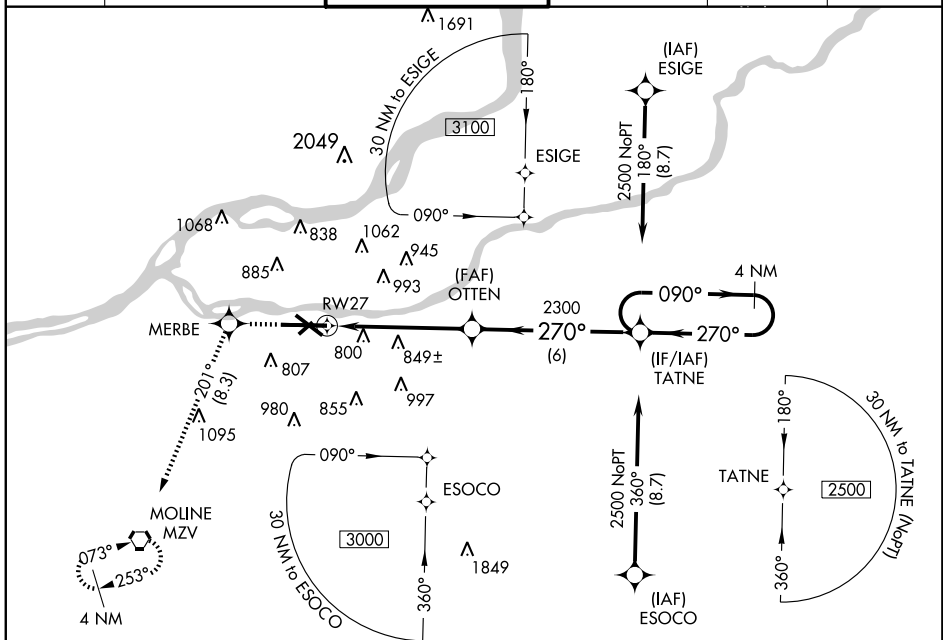 1691
(IAF)
ESIGE
30 NM to ESIGE
180°
3100
ESIGE
090°
2500 NoPT
180°
(8.7)
2049
1068
838
1062
945
885
993
(FAF)
OTTEN
4 NM
090°
RW27
2300
270°
270°
MERBE
800
849±
(6)
(IF/IAF)
TATNE
807
201°
(8.3)
997
855
980
1095
180°
30 NM to TATNE (NoPT)
TATNE
2500
360°
090°
ESOCO
30 NM to ESOCO
3000
360°
1849
2500 NoPT
360°
(8.7)
MOLINE
MZV
073°
253°
4 NM
(IAF)
ESOCO